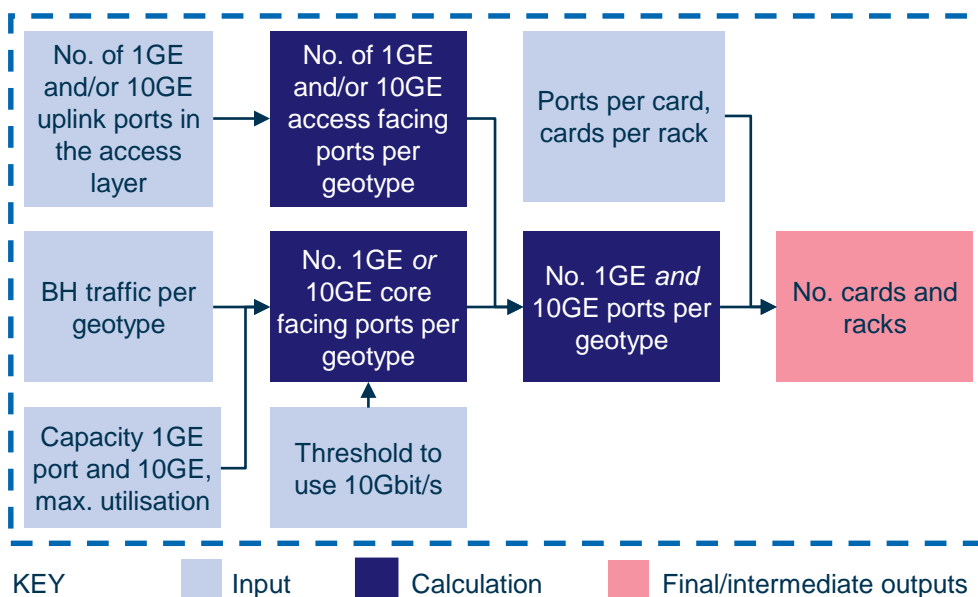 No. of 1GE
and/or 10GE
uplink ports in
the access
layer
No. of 1GE
and/or 10GE
access facing
ports per
geotype
Ports per card,
cards per rack
BH traffic per
geotype
No. 1GE or
10GE core
facing ports per
geotype
No. 1GE and
10GE ports per
geotype
No. cards and
racks
Capacity 1GE
port and 10GE,
max. utilisation
Threshold to
use 10Gbit/s
KEY
Input
Calculation
Final/intermediate outputs